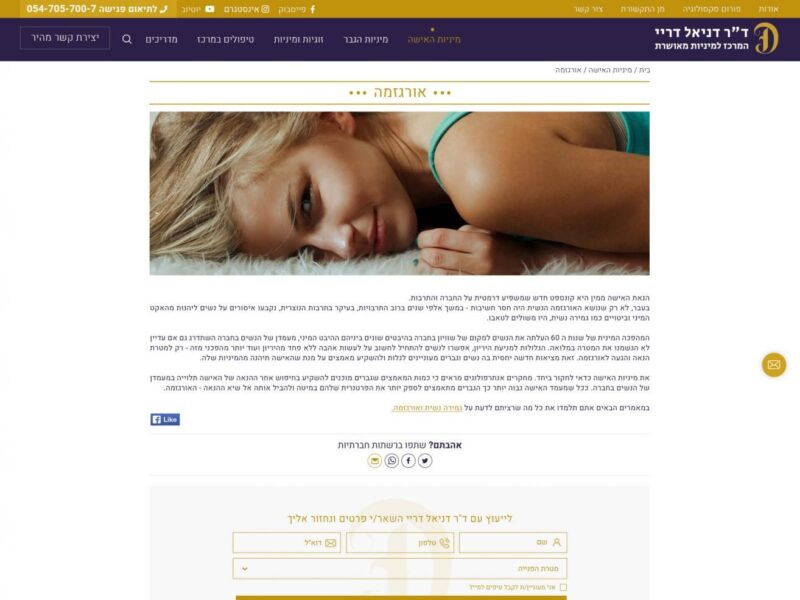 אודות פורום סקסולוגיה מן התקשורת צור קשר
פייסבוק אינסטגרם יוטיוב לתיאום פגישה 054-705-700-7
ד"ר דניאל דריי
המרכז למיניות מאושרת
מיניות האישה מיניות הגבר זוגיות ומיניות טיפולים במרכז מדריכים
יצירת קשר מהיר
בית / מיניות האישה / אורגזמה
אורגזמה
הנאת האישה ממין היא קונספט חדש שמשפיע דרמטית על החברה והתרבות.
בעבר, לא רק שנושא האורגזמה הנשית היה חסר חשיבות - במשך אלפי שנים ברוב התרבויות, בעיקר בתרבות הנוצרית, נקבעו איסורים על נשים ליהנות מהאקט
המיני וביטויים כמו גמירה נשית, היו משולים לטאבו.
המהפכה המינית של שנות ה 60 העלתה את הנשים למקום של שוויון בחברה בהיבטים שונים ביניהם ההיבט המיני, מעמדן של הנשים בחברה השתדרג גם אם עדיין
לא הגשמנו את המטרה במלואה. הגלולות למניעת היריון, אפשרו לנשים להתחיל לחשוב על לעשות אהבה ללא פחד מהיריון ועוד יותר מהפכני מזה - רק למטרת
הנאה והגעה לאורגזמה. זאת מציאות חדשה יחסית בה נשים וגברים מעוניינים לגלות ולהשקיע מאמצים על מנת שהאישה תיהנה מהמיניות שלה.
את מיניות האישה כדאי לחקור ביחד. מחקרים אנתרפולוגים מראים כי כמות המאמצים שגברים מוכנים להשקיע בחיפוש אחר ההנאה של האישה תלוייה במעמדן
של הנשים בחברה. ככל שמעמד האישה גבוה יותר כך הגברים מתאמצים לספק יותר את הפרטנרית שלהם במיטה ולהביל אותה אל שיא ההנאה - האורגזמה.
במאמרים הבאים אתם תלמדו את כל מה שרציתם לדעת על גמירה נשית ואורגזמה.
Like
אהבתם? שתפו ברשתות חברתיות
לייעוץ עם ד"ר דניאל דריי השאר/י פרטים ונחזור אליך
שם טלפון דוא"ל
מטרת הפנייה
אני מעוניין/ת לקבל טיפים למייל